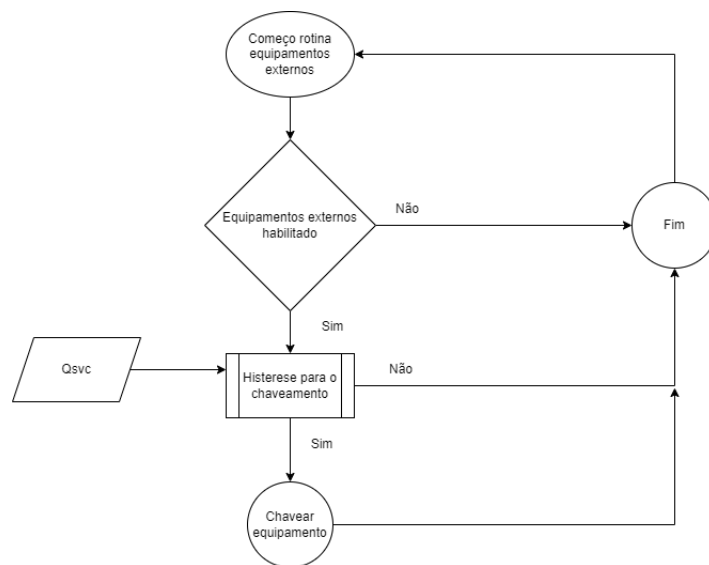 Começo rotina
equipamentos
externos
Equipamentos externos
habilitado
Não
Fim
Sim
Qsvc
Histerese para o
chaveamento
Não
Sim
Chavear
equipamento